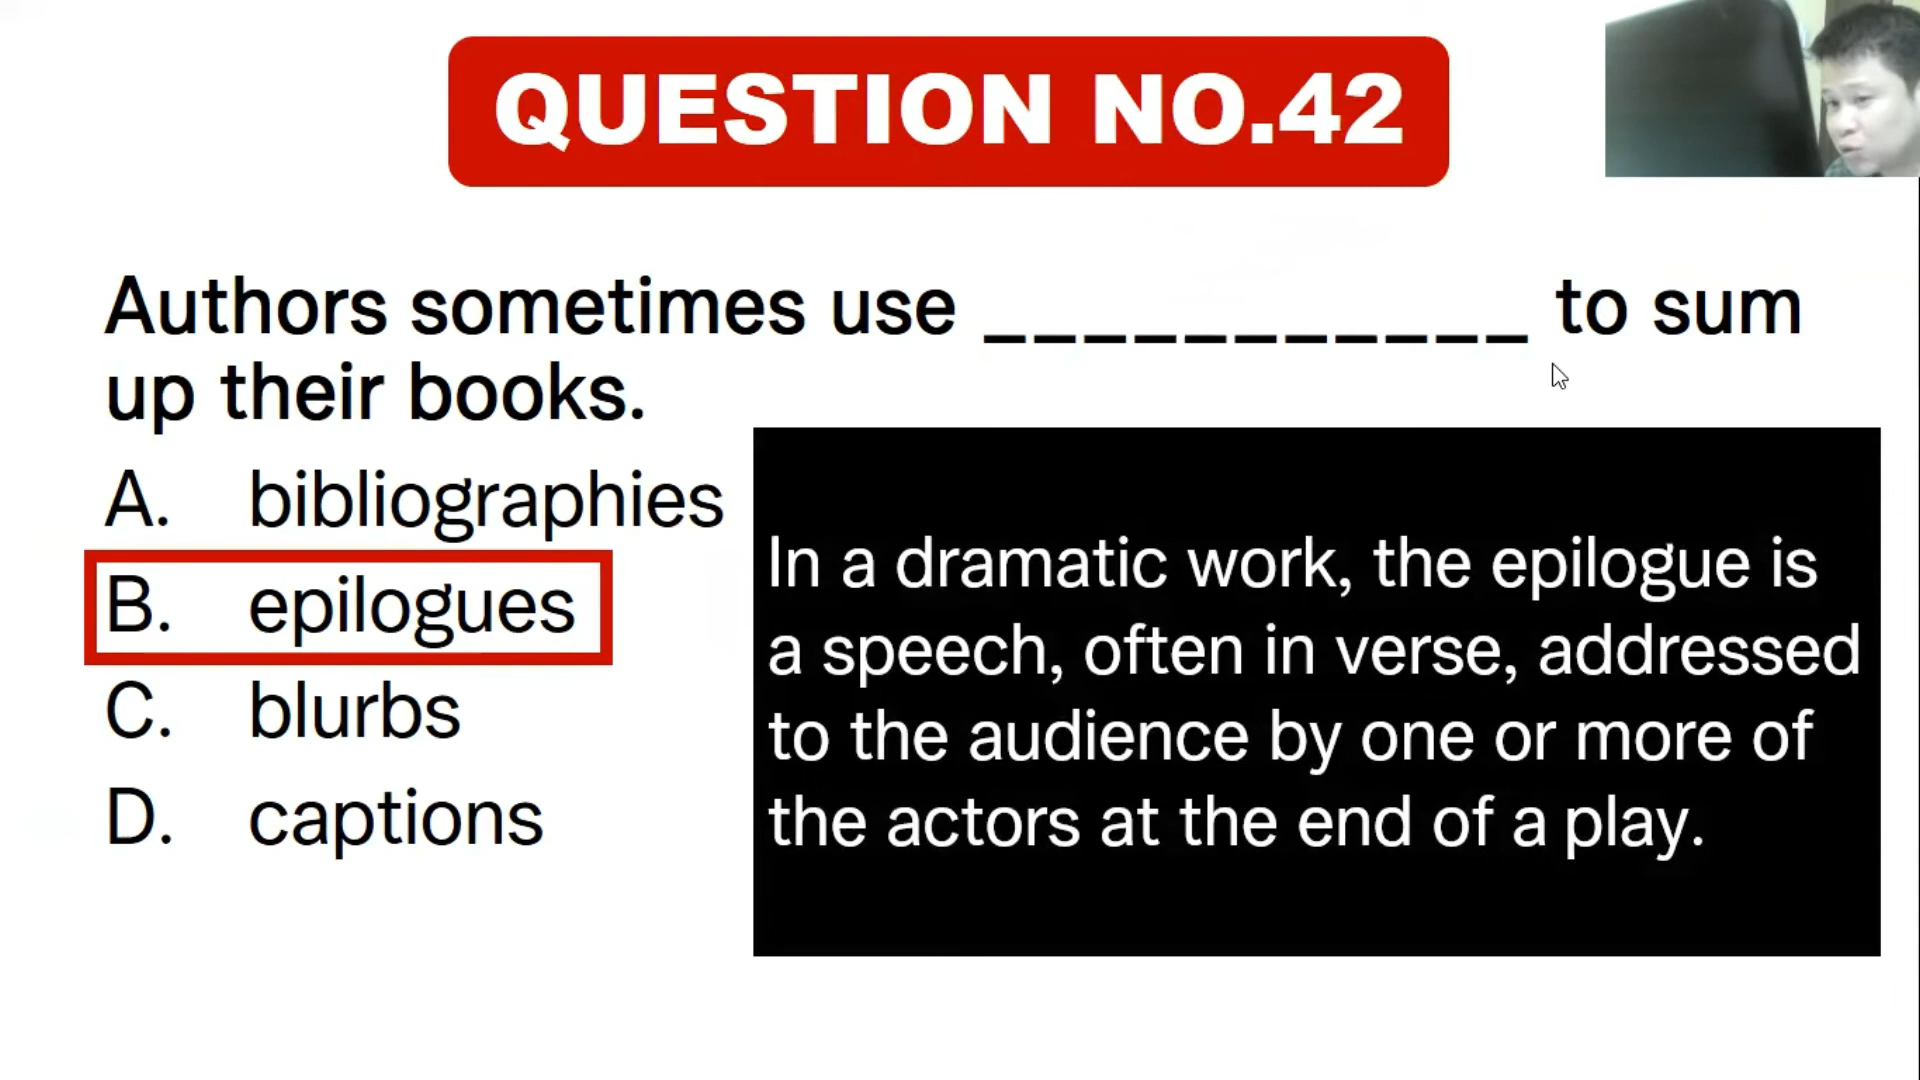 QUESTION NO.42
Authors sometimes use ___________ to sum
up their books.
A. bibliographies
B. epilogues
C. blurbs
D. captions
In a dramatic work, the epilogue is
a speech, often in verse, addressed
to the audience by one or more of
the actors at the end of a play.